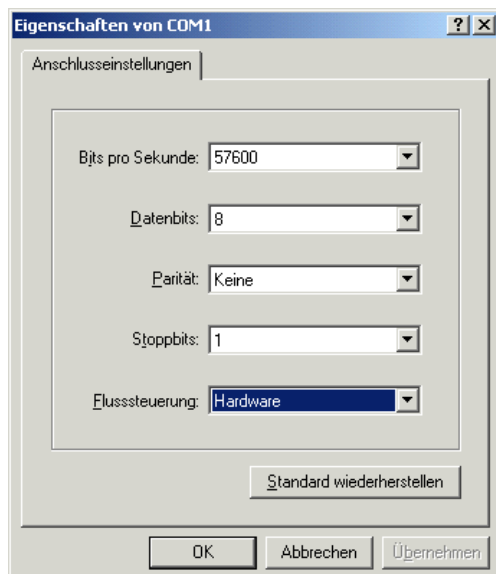 Eigenschaften von COM1
Anschlusseinstellungen
Bits pro Sekunde: 57600
Datenbits: 8
Parität: Keine
Stoppbits: 1
Flusssteuerung: Hardware
Standard wiederherstellen
OK Abbrechen Übernehmen